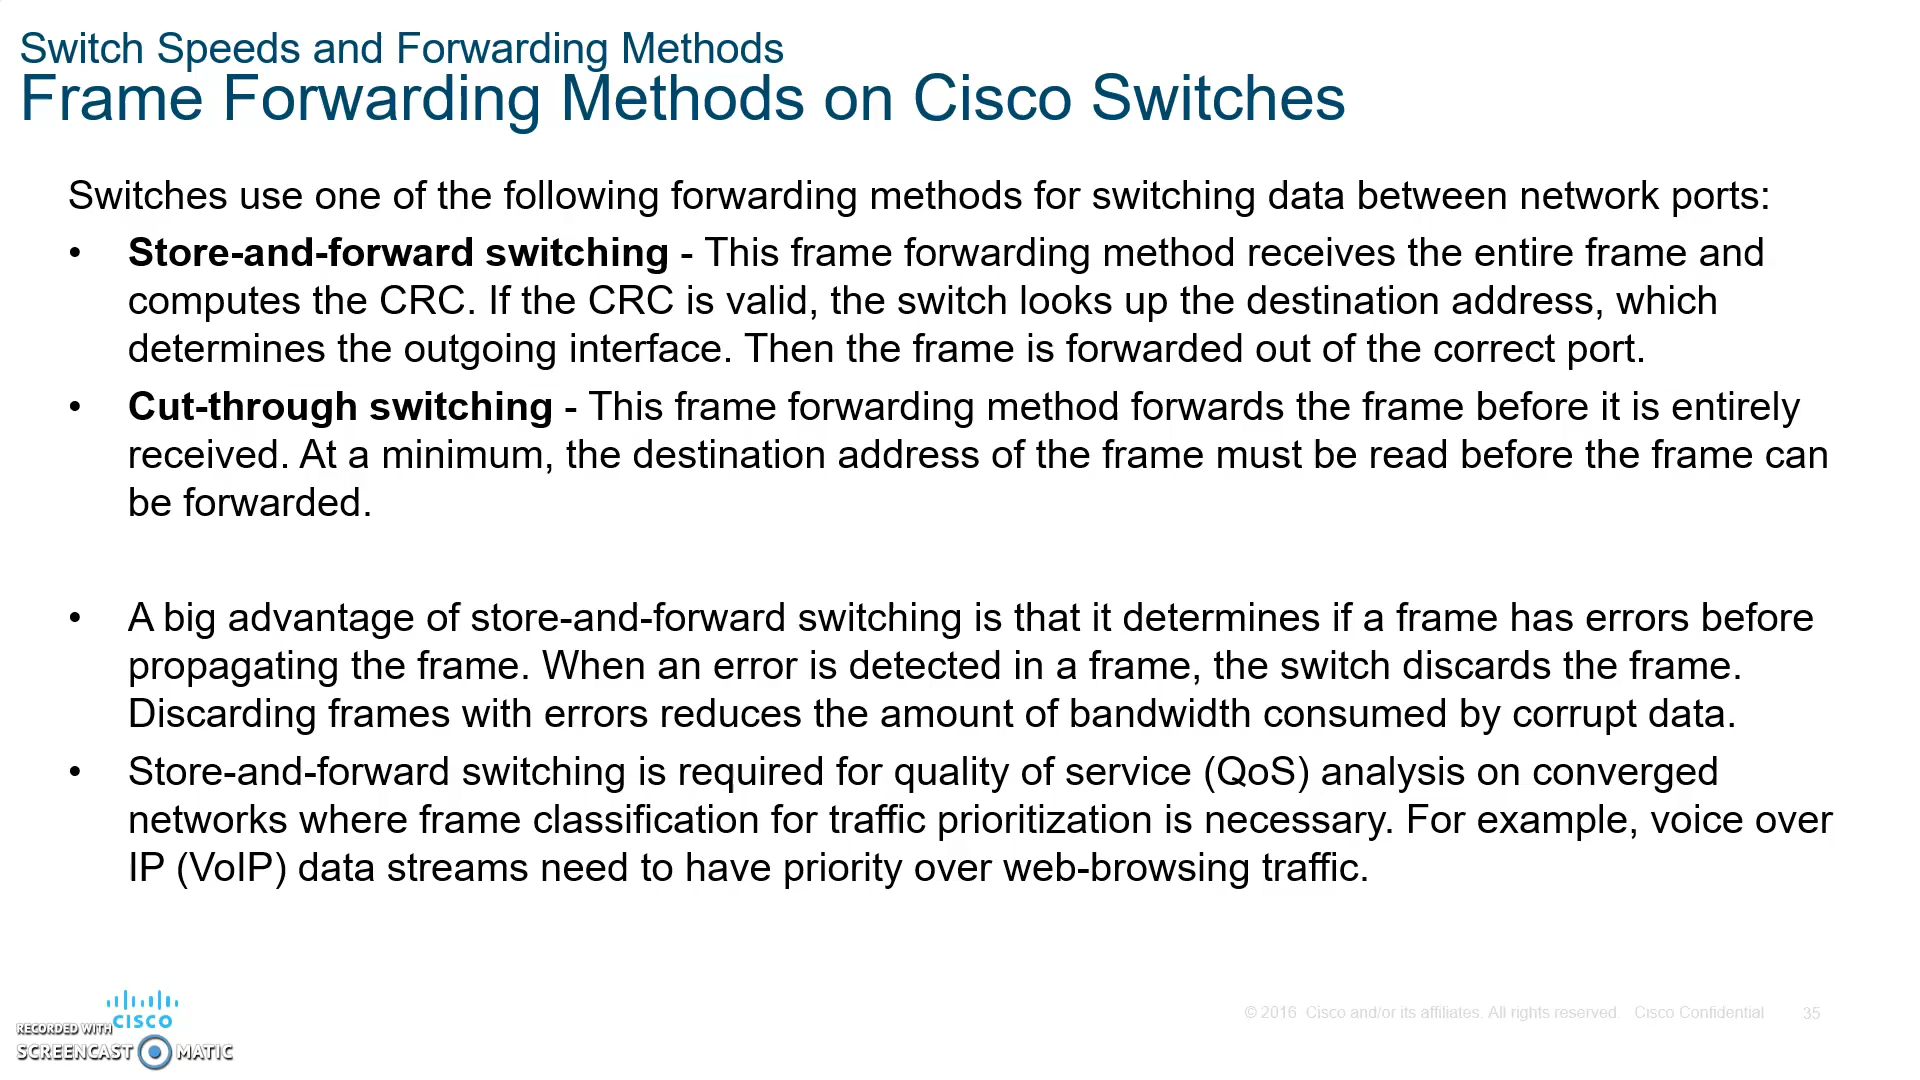 Switch Speeds and Forwarding Methods
Frame Forwarding Methods on Cisco Switches
Switches use one of the following forwarding methods for switching data between network ports:
• Store-and-forward switching - This frame forwarding method receives the entire frame and
computes the CRC. If the CRC is valid, the switch looks up the destination address, which
determines the outgoing interface. Then the frame is forwarded out of the correct port.
• Cut-through switching - This frame forwarding method forwards the frame before it is entirely
received. At a minimum, the destination address of the frame must be read before the frame can
be forwarded.
• A big advantage of store-and-forward switching is that it determines if a frame has errors before
propagating the frame. When an error is detected in a frame, the switch discards the frame.
Discarding frames with errors reduces the amount of bandwidth consumed by corrupt data.
• Store-and-forward switching is required for quality of service (QoS) analysis on converged
networks where frame classification for traffic prioritization is necessary. For example, voice over
IP (VoIP) data streams need to have priority over web-browsing traffic.
CISCO
© 2016 Cisco and/or its affiliates. All rights reserved. Cisco Confidential 35
RECORDED WITH
SCREENCAST MATIC